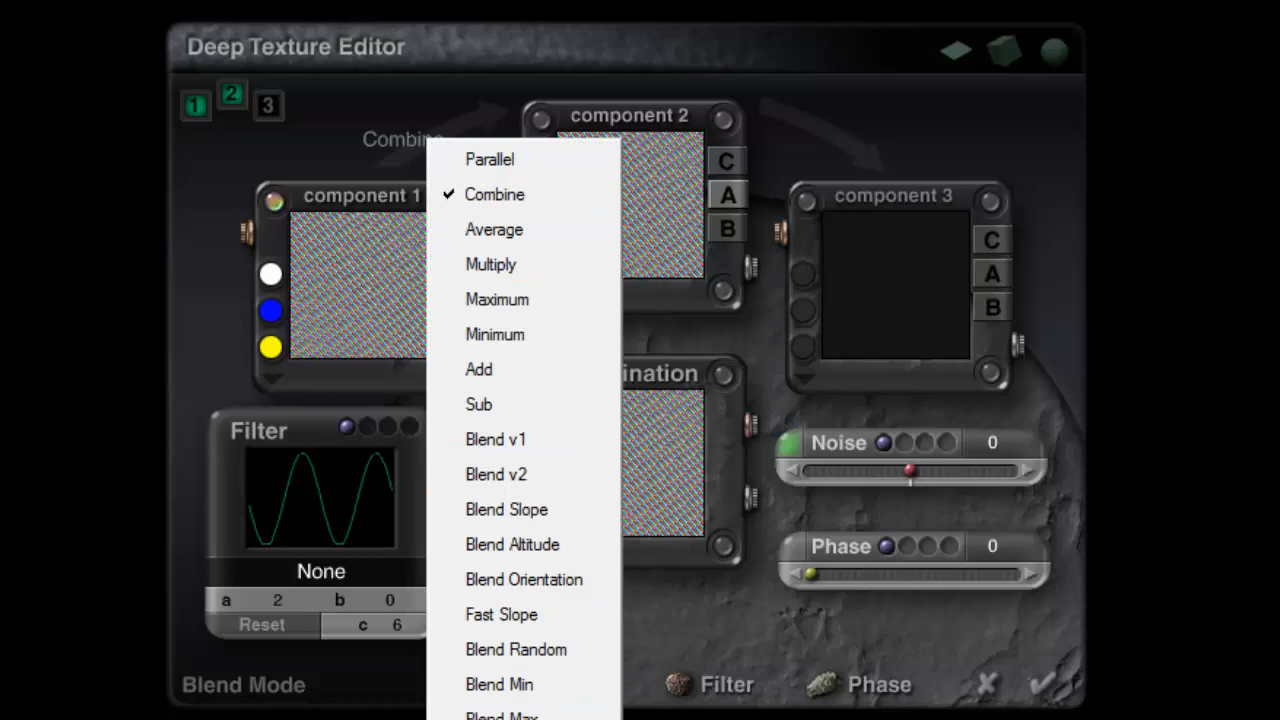 Deep Texture Editor
1
2
3
Combine
component 1
component 2
C
A
B
component 3
C
A
B
Parallel
Combine
Average
Multiply
Maximum
Minimum
Add
Sub
Blend v1
Blend v2
Blend Slope
Blend Altitude
Blend Orientation
Fast Slope
Blend Random
Blend Min
Blend Max
ination
Filter
None
a 2 b 0
Reset c 6
Noise 0
Phase 0
Blend Mode
Filter
Phase